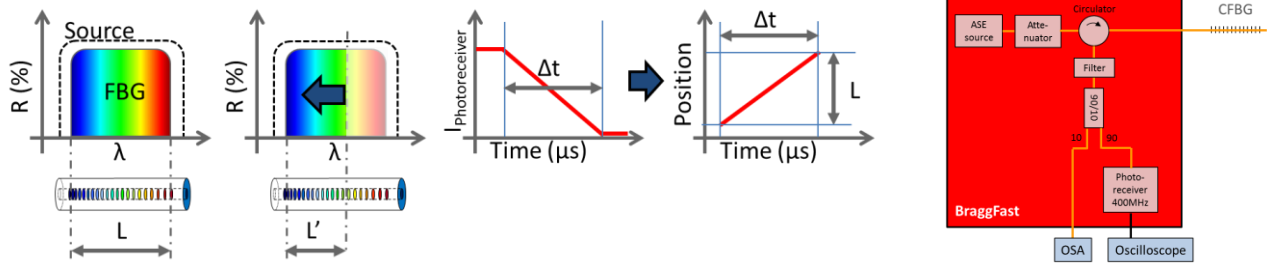 Source
R (%)
FBG
λ
L
R (%)
λ
L'
I Photoreceiver
Δt
Time (µs)
Position
Δt
L
Time (µs)
Circulator
CFBG
ASE
source
Atte-
nuator
Filter
90/10
10
90
Photo-
receiver
400MHz
BraggFast
OSA
Oscilloscope